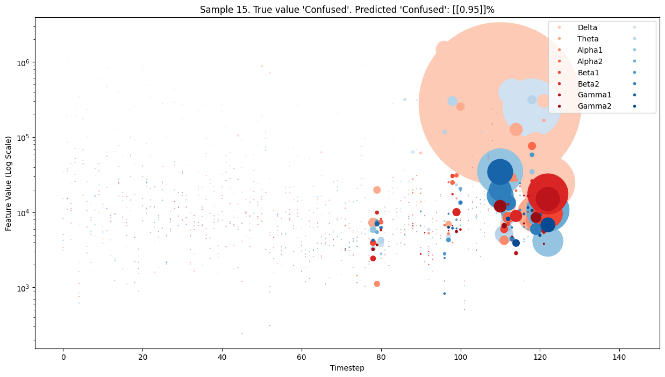 Sample 15. True value 'Confused'. Predicted 'Confused': [[0.95]]%
Delta
Theta
Alpha1
Alpha2
Beta1
Beta2
Gamma1
Gamma2
Feature Value (Log Scale)
10⁶
10⁵
10⁴
10³
0 20 40 60 80 100 120 140
Timestep